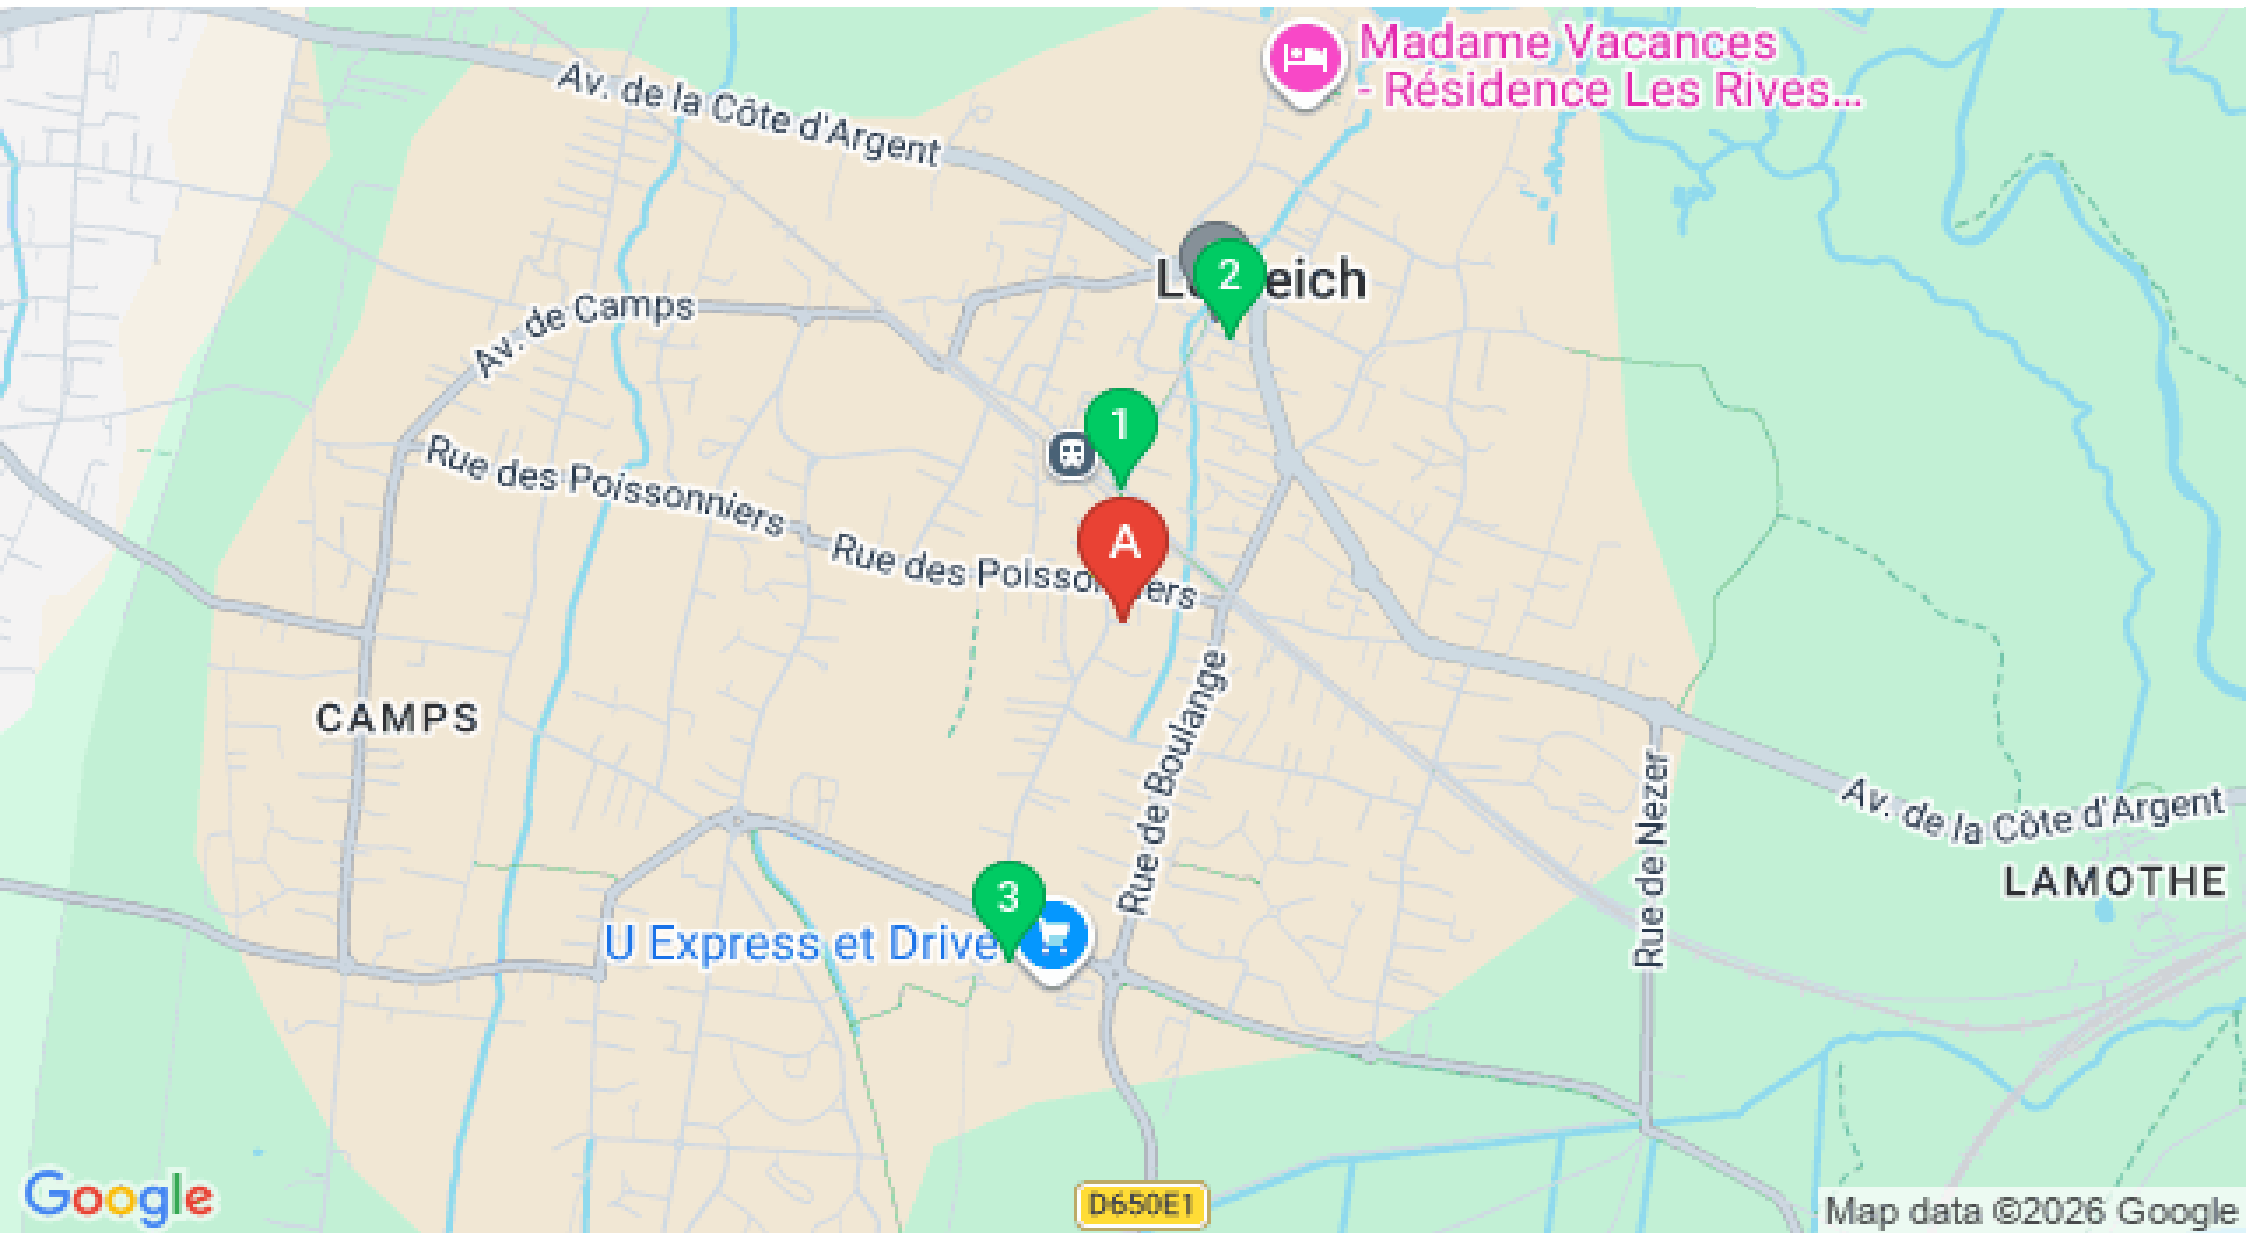 Madame Vacances
- Résidence Les Rives...
Av. de la Côte d'Argent
2
eich
Av. de Camps
1
Rue des Poissonniers
A
Rue des Poisso
ers
CAMPS
Rue de Boulange
Rue de Nezer
Av. de la Côte d'Argent
LAMOTHE
3
U Express et Drive
Google
D650E1
Map data ©2026 Google